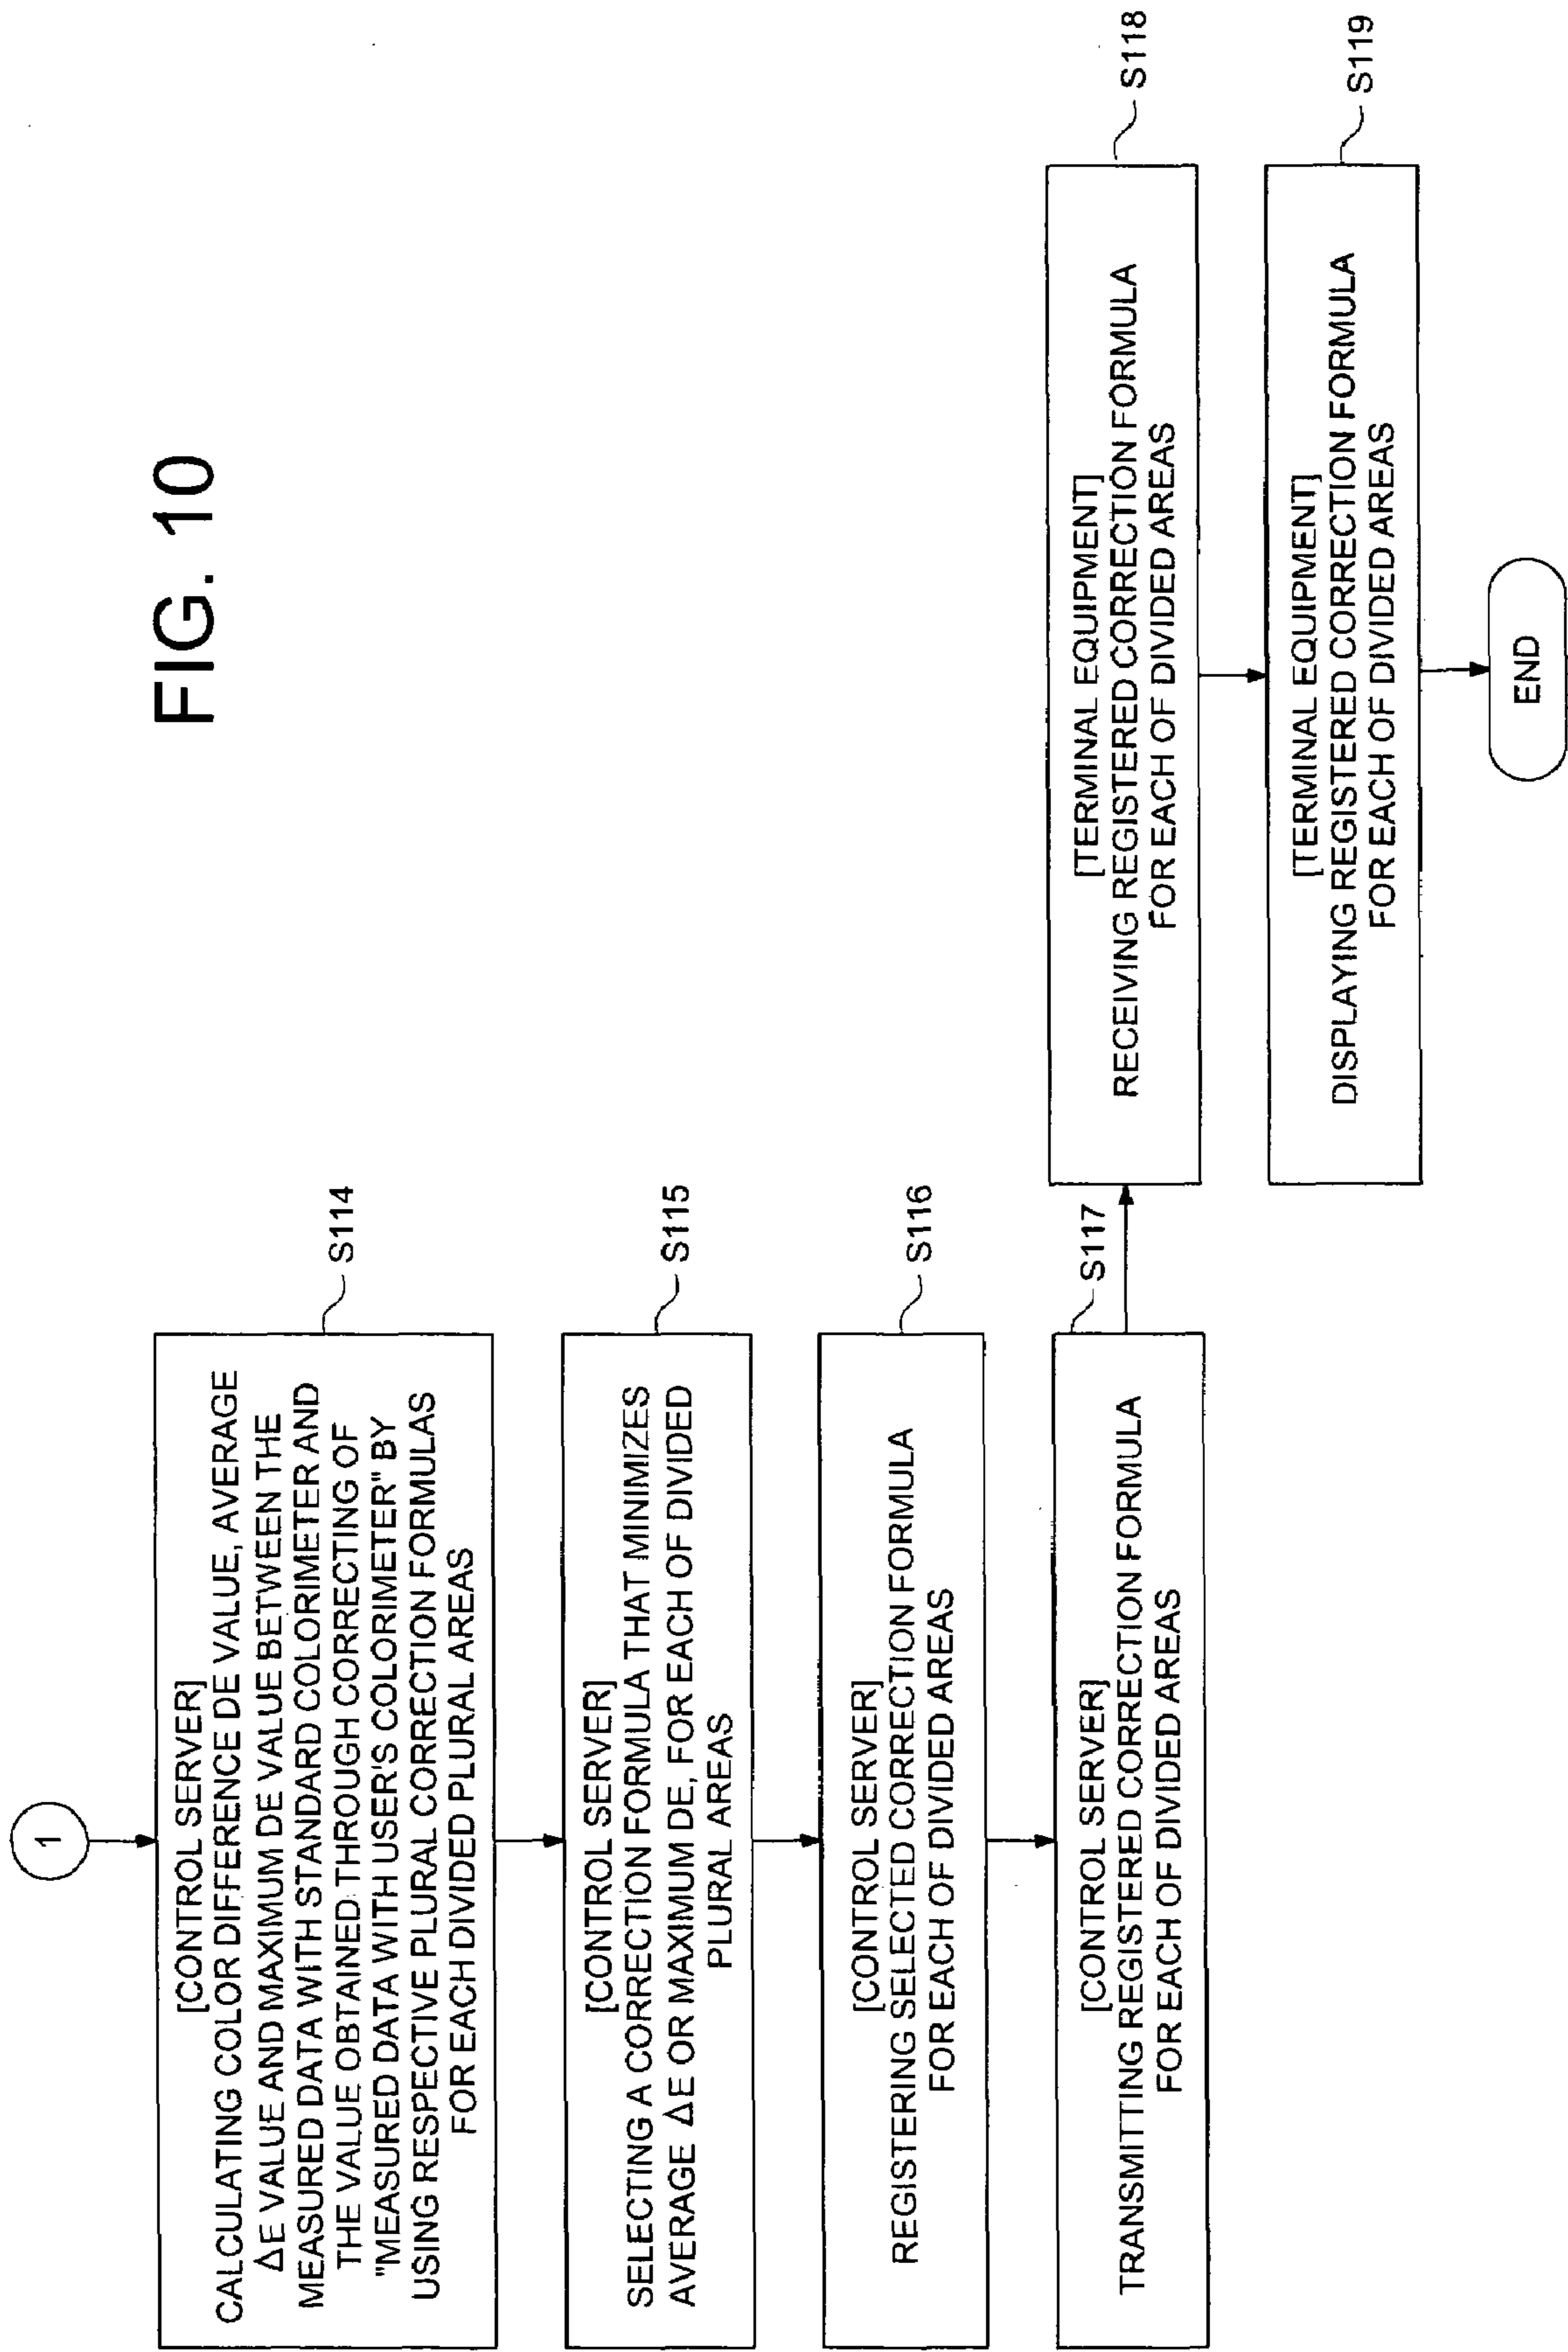 FIG. 10
1
[CONTROL SERVER]
CALCULATING COLOR DIFFERENCE DE VALUE, AVERAGE
ΔE VALUE AND MAXIMUM DE VALUE BETWEEN THE
MEASURED DATA WITH STANDARD COLORIMETER AND
THE VALUE OBTAINED THROUGH CORRECTING OF
"MEASURED DATA WITH USER'S COLORIMETER" BY
USING RESPECTIVE PLURAL CORRECTION FORMULAS
FOR EACH DIVIDED PLURAL AREAS
S114
[CONTROL SERVER]
SELECTING A CORRECTION FORMULA THAT MINIMIZES
AVERAGE ΔE OR MAXIMUM DE, FOR EACH OF DIVIDED
PLURAL AREAS
S115
[CONTROL SERVER]
REGISTERING SELECTED CORRECTION FORMULA
FOR EACH OF DIVIDED AREAS
S116
[CONTROL SERVER]
TRANSMITTING REGISTERED CORRECTION FORMULA
FOR EACH OF DIVIDED AREAS
S117
[TERMINAL EQUIPMENT]
RECEIVING REGISTERED CORRECTION FORMULA
FOR EACH OF DIVIDED AREAS
S118
[TERMINAL EQUIPMENT]
DISPLAYING REGISTERED CORRECTION FORMULA
FOR EACH OF DIVIDED AREAS
S119
END